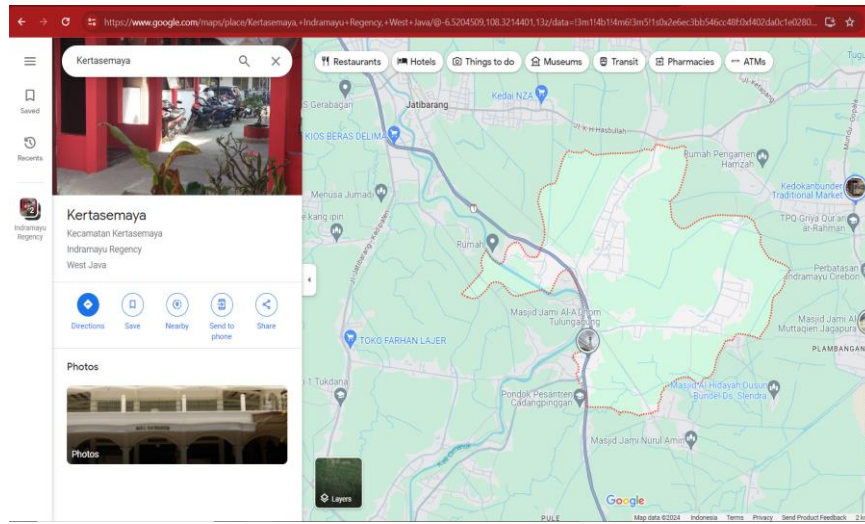 https://www.google.com/maps/place/Kertasemaya,+Indramayu+Regency,+West+Java/@-6.5204509,108.3214401,13z/data=!3m1!4b1!4m6!3m5!1s0x2e6ec3bb546cc48f:0xd402da0c1e0280...
Kertasemaya
Restaurants
Hotels
Things to do
Museums
Transit
Pharmacies
ATMs
Saved
Recents
2
Indramayu
Regency
Kertasemaya
Kecamatan Kertasemaya
Indramayu Regency
West Java
Directions
Save
Nearby
Send to
phone
Share
Photos
Photos
S Gerabagan
Jatibarang
Kedai NZA
Jl K H Hasbullah
KIOS BERAS DELIMA
Rumah Pengamen
Hamzah
Kedokanbunder
Traditional Market
Menusa Jumadi
TPQ Griya Qur'an
ar-Rahman
kang ipin
Rumah
Perbatasan
Indramayu Cirebon
Masjid Jami
Tulungagung
Masjid Jami Al
Muttaqien Jagapura
TOKO FARHAN LAJER
PLAMBANGAN
1 Tukdana
Pondok Pesantren
Cadangpinggan
Masjid Al Hidayah Dusun
Bundel Ds. Slendra
Masjid Jami Nurul Amin
Layers
Google
PULE
Map data ©2024
Indonesia
Terms
Privacy
Send Product Feedback